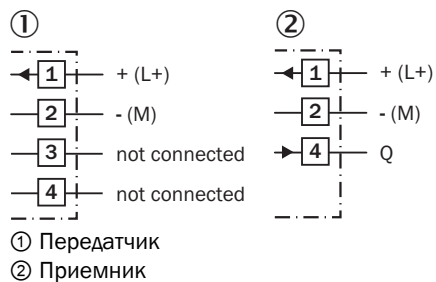 ① ②
1 + (L+)
2 - (M)
3 not connected
4 not connected
1 + (L+)
2 - (M)
4 Q
① Передатчик
② Приемник